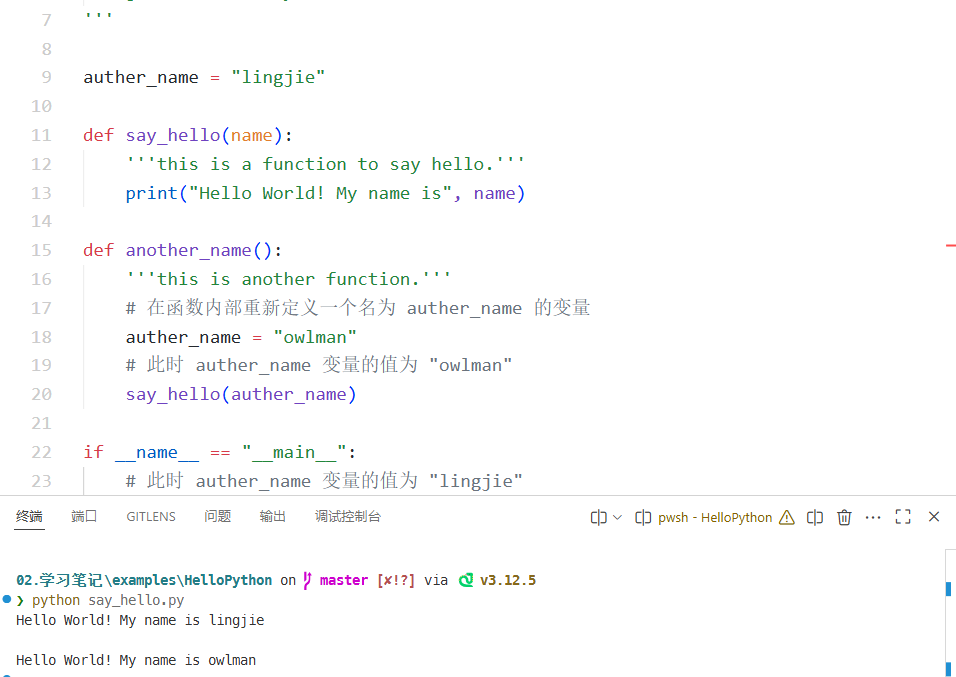 7 '''
8
9 auther_name = "lingjie"
10
11 def say_hello(name):
12 '''this is a function to say hello.'''
13 print("Hello World! My name is", name)
14
15 def another_name():
16 '''this is another function.'''
17 # 在函数内部重新定义一个名为 auther_name 的变量
18 auther_name = "owlman"
19 # 此时 auther_name 变量的值为 "owlman"
20 say_hello(auther_name)
21
22 if __name__ == "__main__":
23 # 此时 auther_name 变量的值为 "lingjie"
终端 端口 GITLENS 问题 输出 调试控制台 pwsh - HelloPython
02.学习笔记\examples\HelloPython on master [✘!?] via v3.12.5
❯ python say_hello.py
Hello World! My name is lingjie
Hello World! My name is owlman